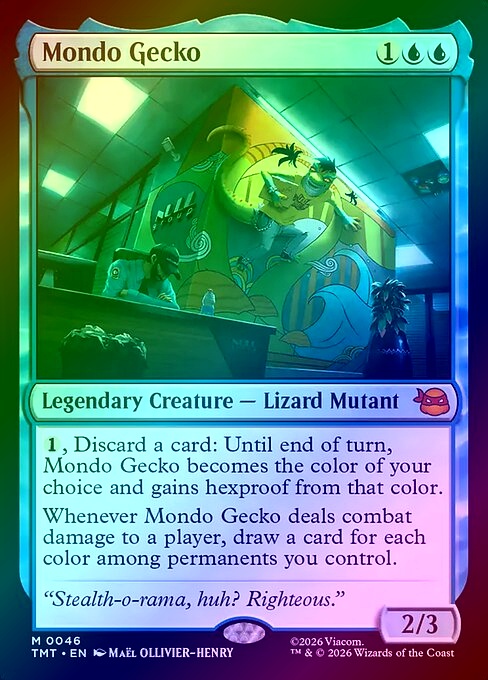 Mondo Gecko 1
Legendary Creature — Lizard Mutant
1, Discard a card: Until end of turn,
Mondo Gecko becomes the color of your
choice and gains hexproof from that color.
Whenever Mondo Gecko deals combat
damage to a player, draw a card for each
color among permanents you control.
“Stealth-o-rama, huh? Righteous.”
2/3
M 0046
TMT • EN Maël Ollivier-Henry
©2026 Viacom.
™ & © 2026 Wizards of the Coast